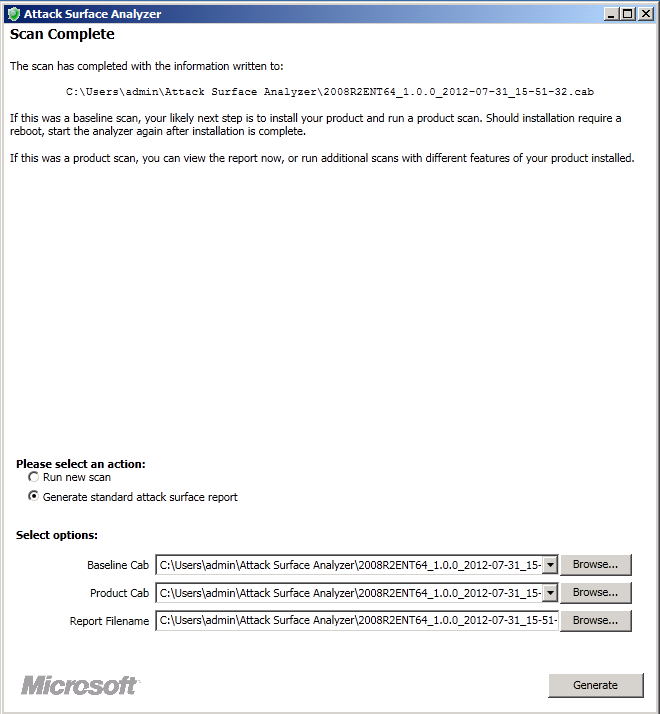 Attack Surface Analyzer
Scan Complete
The scan has completed with the information written to:
C:\Users\admin\Attack Surface Analyzer\2008R2ENT64_1.0.0_2012-07-31_15-51-32.cab
If this was a baseline scan, your likely next step is to install your product and run a product scan. Should installation require a
reboot, start the analyzer again after installation is complete.
If this was a product scan, you can view the report now, or run additional scans with different features of your product installed.
Please select an action:
Run new scan
Generate standard attack surface report
Select options:
Baseline Cab C:\Users\admin\Attack Surface Analyzer\2008R2ENT64_1.0.0_2012-07-31_15- Browse...
Product Cab C:\Users\admin\Attack Surface Analyzer\2008R2ENT64_1.0.0_2012-07-31_15- Browse...
Report Filename C:\Users\admin\Attack Surface Analyzer\2008R2ENT64_1.0.0_2012-07-31_15-51- Browse...
Microsoft Generate